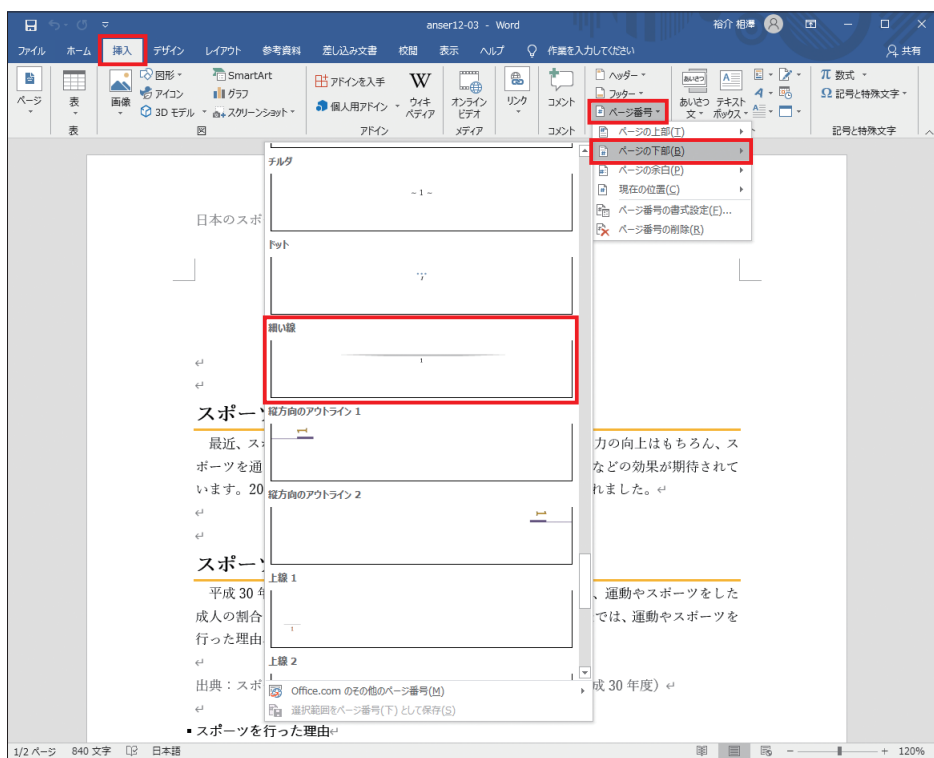 anser12-03 - Word
裕介 相澤
ファイル ホーム 挿入 デザイン レイアウト 参考資料 差し込み文書 校閲 表示 ヘルプ 作業を入力してください 共有
ページ
表
画像
図形
アイコン
3D モデル
SmartArt
グラフ
スクリーンショット
アドインを入手
個人用アドイン
W
ウィキペディア
オンライン
ビデオ
リンク
コメント
ヘッダー
フッター
ページ番号
あいさつ
文
テキスト
ボックス
π 数式
Ω 記号と特殊文字
表 図 アドイン メディア コメント 記号と特殊文字
ページの上部(T)
ページの下部(B)
ページの余白(P)
現在の位置(C)
ページ番号の書式設定(F)...
ページ番号の削除(R)
チルダ
~ 1 ~
ドット
細い線
1
縦方向のアウトライン 1
1
縦方向のアウトライン 2
1
上線 1
1
上線 2
Office.com のその他のページ番号(M)
選択範囲をページ番号(下)として保存(S)
日本のスポ
スポーツ
最近、ス 力の向上はもちろん、ス
ポーツを通 などの効果が期待されて
います。20 れました。
スポーツ
平成 30 年 、運動やスポーツをした
成人の割合 では、運動やスポーツを
行った理由
出典：スポ 成 30 年度）
スポーツを行った理由
1/2 ページ 840 文字 日本語 120%